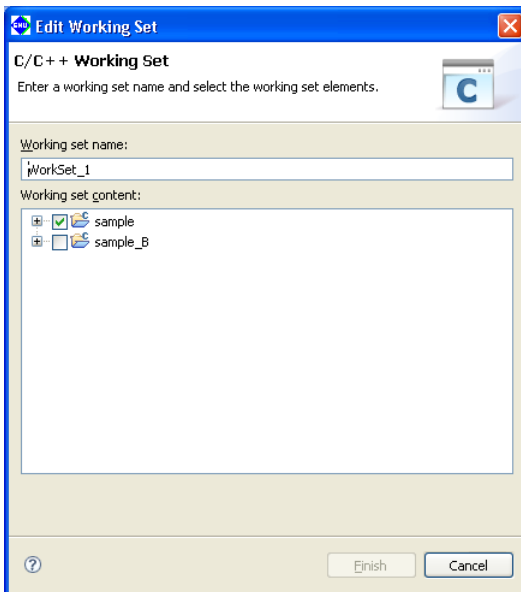 GNU Edit Working Set
C/C++ Working Set
Enter a working set name and select the working set elements.
C
Working set name:
WorkSet_1
Working set content:
C sample
C sample_B
? Finish Cancel